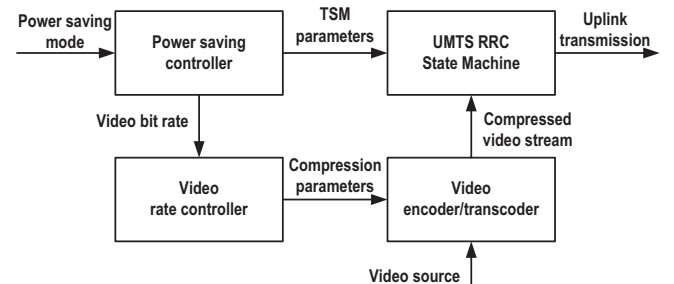 Power saving
mode
Power saving
controller
TSM
parameters
UMTS RRC
State Machine
Uplink
transmission
Video bit rate
Compressed
video stream
Video
rate controller
Compression
parameters
Video
encoder/transcoder
Video source